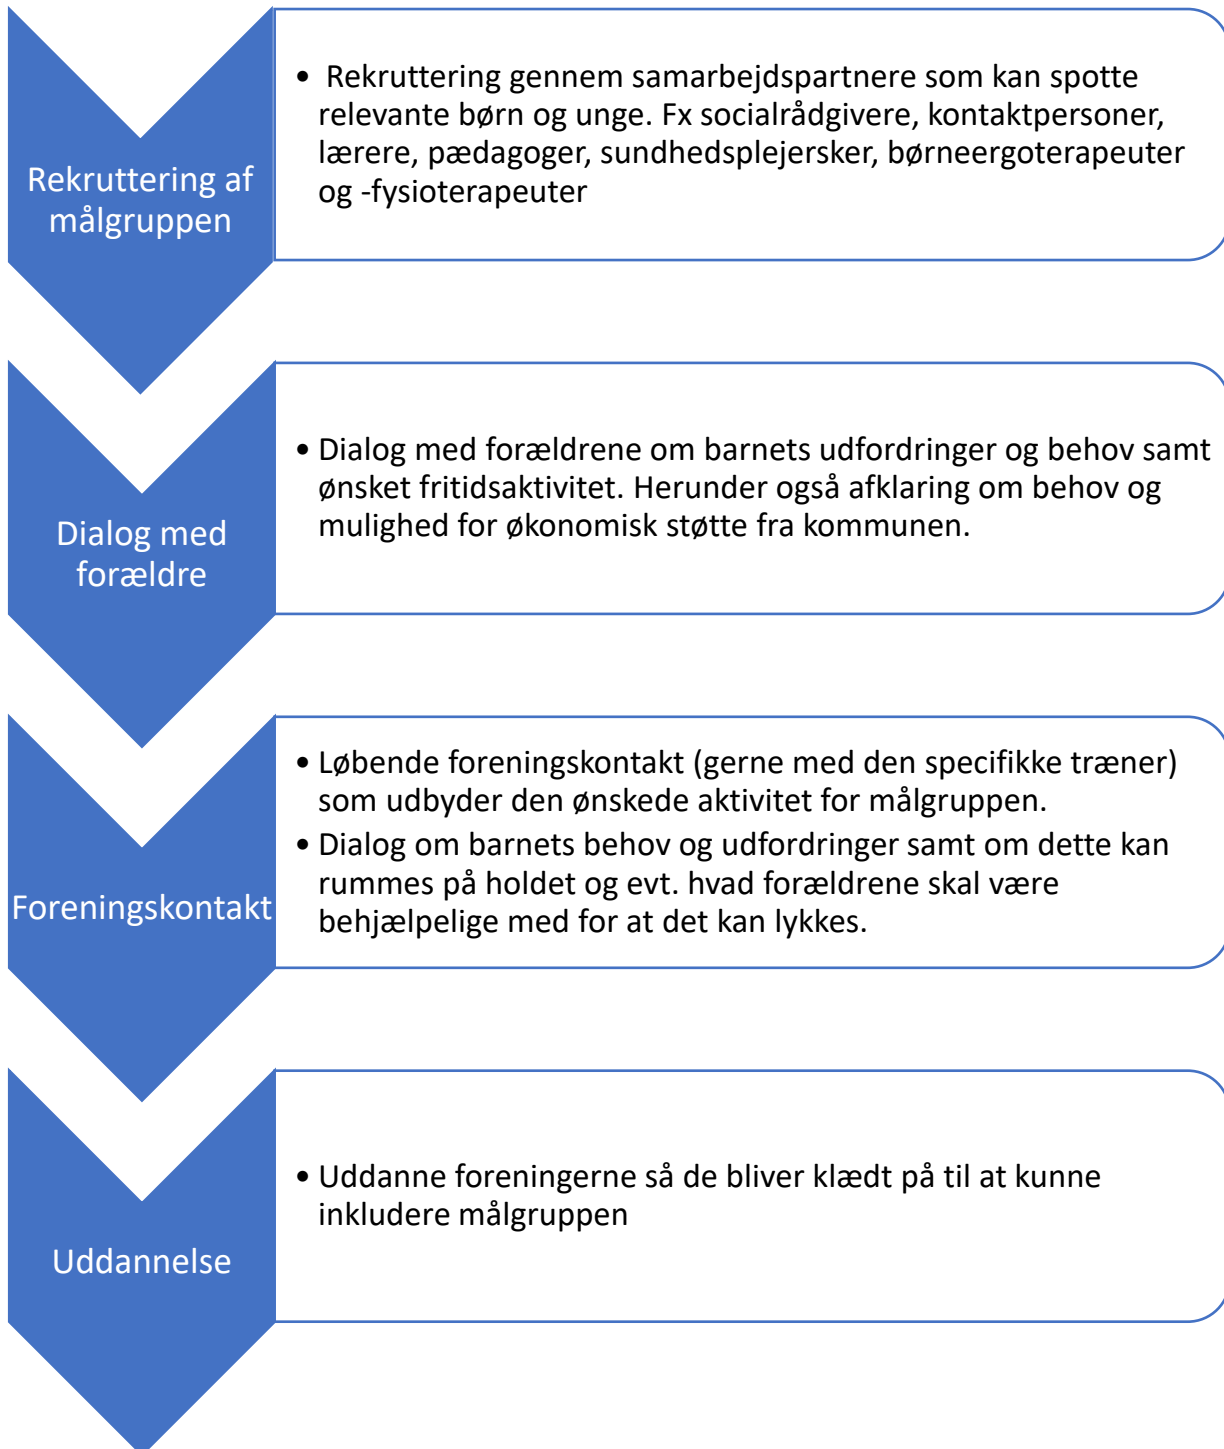 Rekruttering af
målgruppen
• Rekruttering gennem samarbejdspartnere som kan spotte
relevante børn og unge. Fx socialrådgivere, kontaktpersoner,
lærere, pædagoger, sundhedsplejersker, børneergoterapeuter
og -fysioterapeuter
Dialog med
forældre
• Dialog med forældrene om barnets udfordringer og behov samt
ønsket fritidsaktivitet. Herunder også afklaring om behov og
mulighed for økonomisk støtte fra kommunen.
Foreningskontakt
• Løbende foreningskontakt (gerne med den specifikke træner)
som udbyder den ønskede aktivitet for målgruppen.
• Dialog om barnets behov og udfordringer samt om dette kan
rummes på holdet og evt. hvad forældrene skal være
behjælpelige med for at det kan lykkes.
Uddannelse
• Uddanne foreningerne så de bliver klædt på til at kunne
inkludere målgruppen